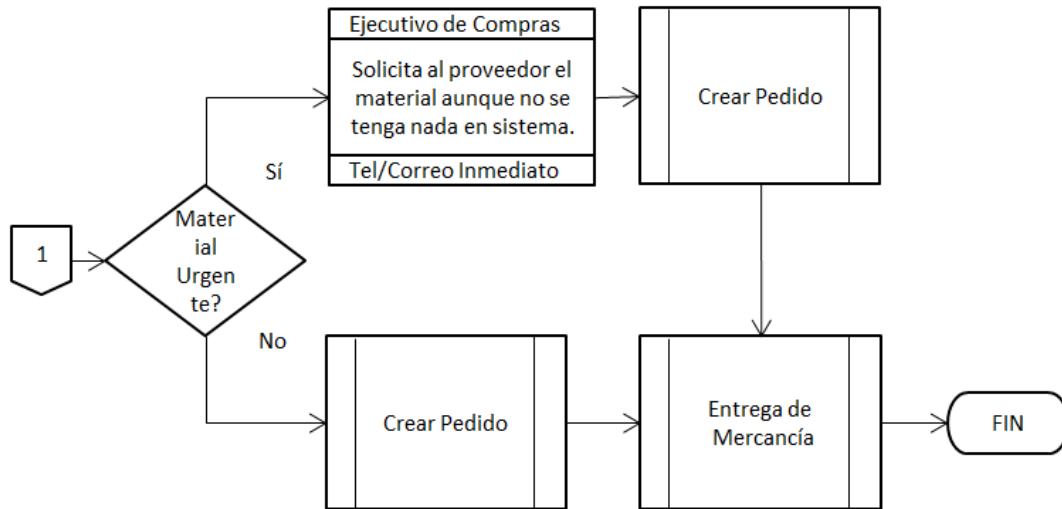 Ejecutivo de Compras
Solicita al proveedor el
material aunque no se
tenga nada en sistema.
Tel/Correo Inmediato
Crear Pedido
Sí
1
Mater
ial
Urgen
te?
No
Crear Pedido
Entrega de
Mercancía
FIN